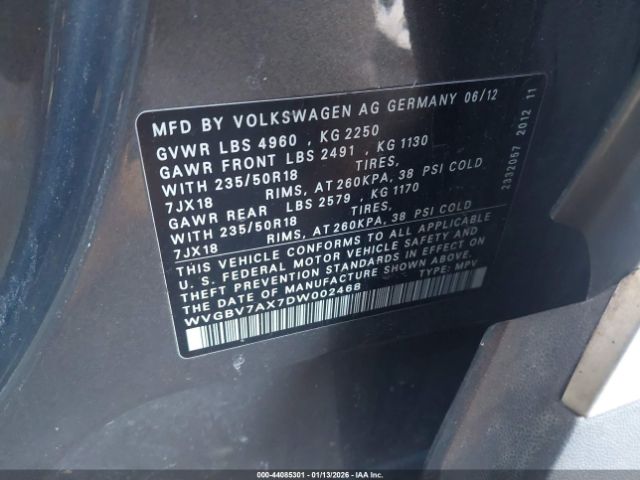 MFD BY VOLKSWAGEN AG GERMANY 06/12
GVWR LBS 4960 , KG 2250
GAWR FRONT LBS 2491 , KG 1130
WITH 235/50R18 TIRES,
7JX18 RIMS, AT 260KPA, 38 PSI COLD
GAWR REAR LBS 2579 , KG 1170
WITH 235/50R18 TIRES,
7JX18 RIMS, AT 260KPA, 38 PSI COLD
THIS VEHICLE CONFORMS TO ALL APPLICABLE
U. S. FEDERAL MOTOR VEHICLE SAFETY AND
THEFT PREVENTION STANDARDS IN EFFECT ON
THE DATE OF MANUFACTURE SHOWN ABOVE.
WVGBV7AX7DW002468 TYPE: MPV
2332057 2012 11
000-44085301 - 01/13/2026 - IAA Inc.